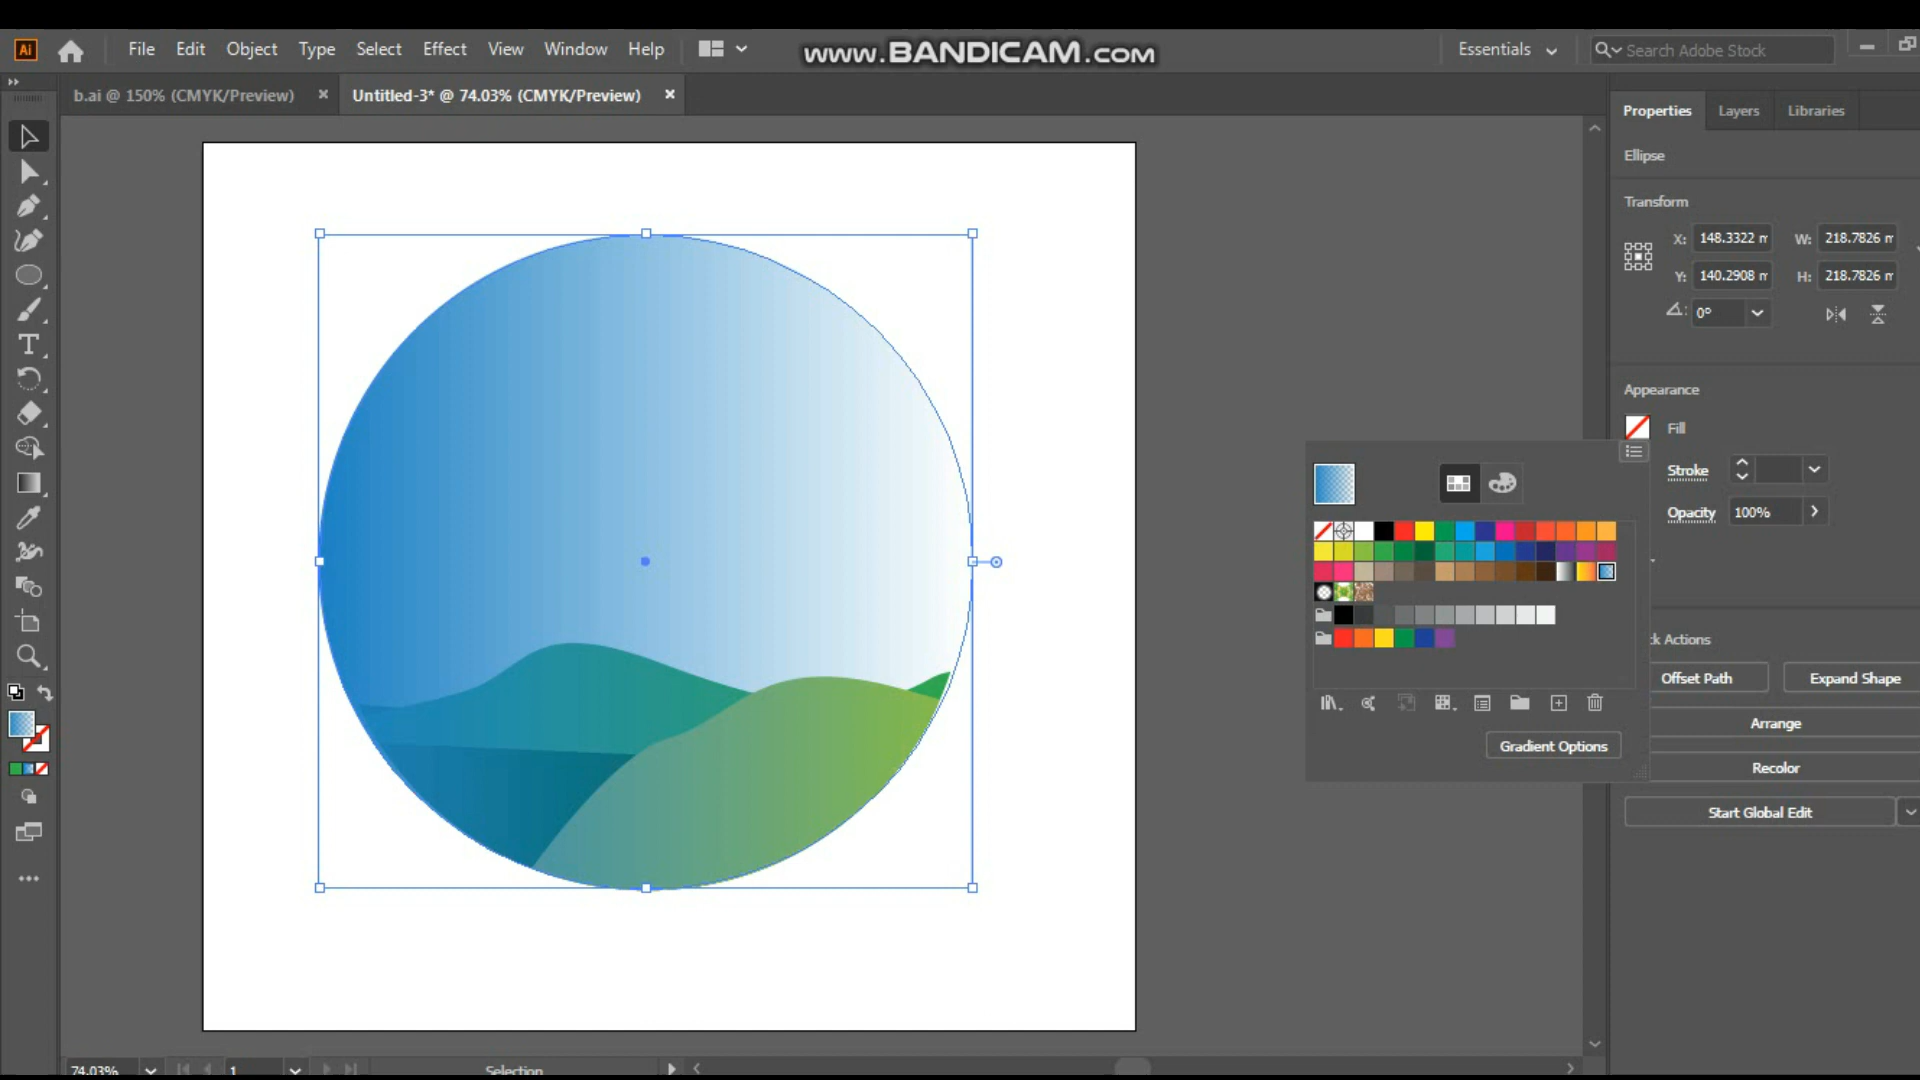 Ai File Edit Object Type Select Effect View Window Help www.BANDICAM.com Essentials Search Adobe Stock
b.ai @ 150% (CMYK/Preview) × Untitled-3* @ 74.03% (CMYK/Preview) ×
Properties Layers Libraries
Ellipse
Transform
X: 148.3322 W: 218.7826
Y: 140.2908 H: 218.7826
0°
Appearance
Fill
Stroke
Opacity 100%
Actions
Offset Path Expand Shape
Arrange
Gradient Options
Recolor
Start Global Edit
74.03% 1 Selection